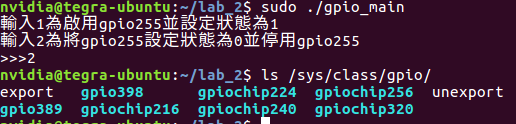 nvidia@tegra-ubuntu:~/lab_2$ sudo ./gpio_main
輸入1為啟用gpio255並設定狀態為1
輸入2為將gpio255設定狀態為0並停用gpio255
>>>2
nvidia@tegra-ubuntu:~/lab_2$ ls /sys/class/gpio/
export   gpio398      gpiochip224  gpiochip256  unexport
gpio389  gpiochip216  gpiochip240  gpiochip320
nvidia@tegra-ubuntu:~/lab_2$